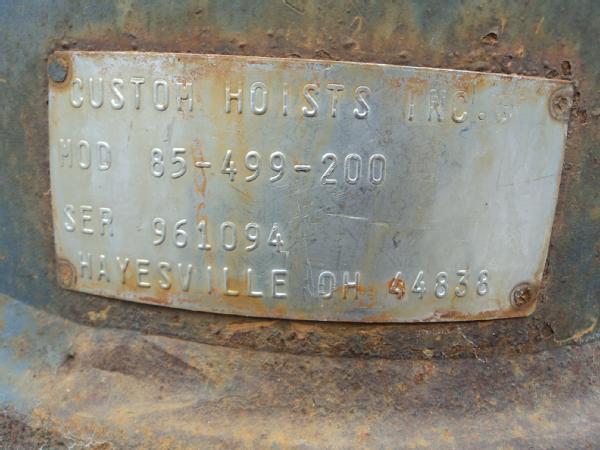 CUSTOM HOISTS INC.
MOD 85-499-200
SER 961094
HAYESVILLE OH 44838